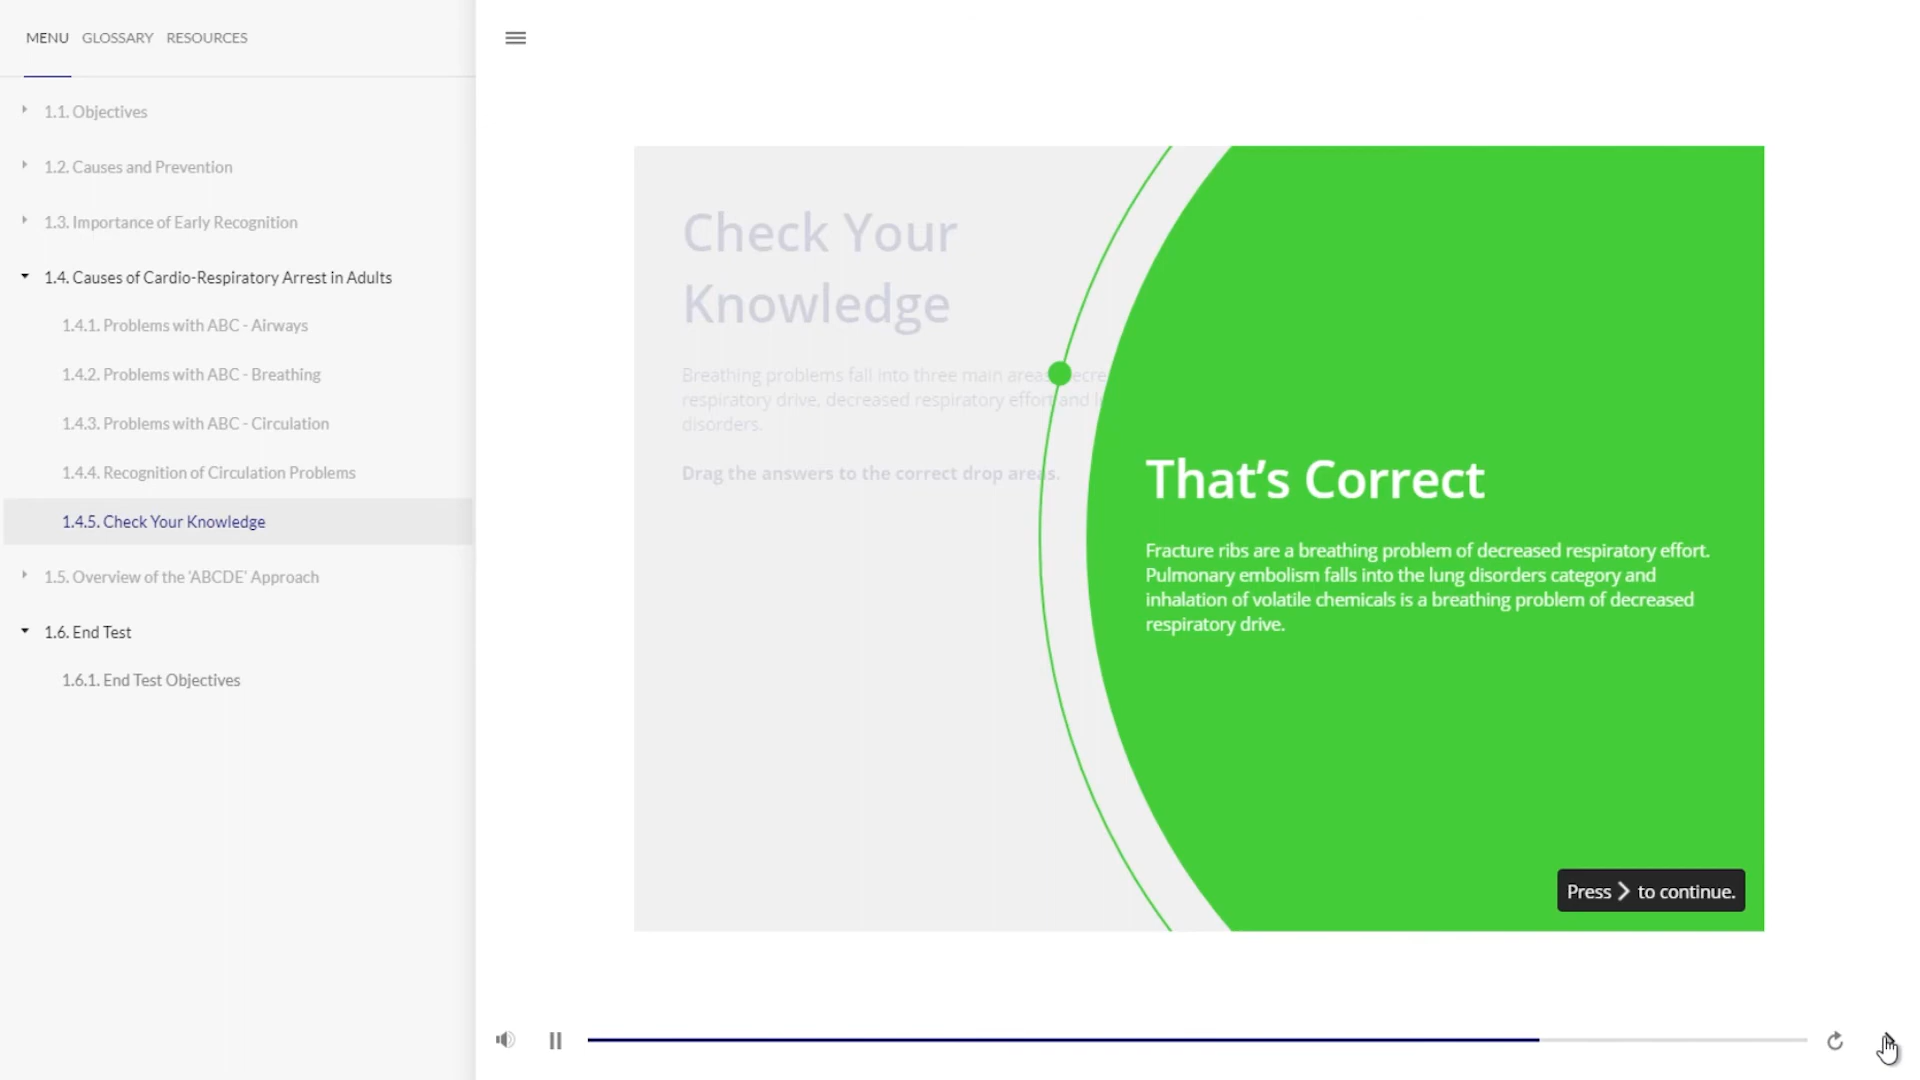 MENU GLOSSARY RESOURCES
1.1. Objectives
1.2. Causes and Prevention
1.3. Importance of Early Recognition
1.4. Causes of Cardio-Respiratory Arrest in Adults
1.4.1. Problems with ABC - Airways
1.4.2. Problems with ABC - Breathing
1.4.3. Problems with ABC - Circulation
1.4.4. Recognition of Circulation Problems
1.4.5. Check Your Knowledge
1.5. Overview of the 'ABCDE' Approach
1.6. End Test
1.6.1. End Test Objectives
Check Your
Knowledge
Breathing problems fall into three main areas
respiratory drive, decreased respiratory effort and
disorders.
Drag the answers to the correct drop areas.
That’s Correct
Fracture ribs are a breathing problem of decreased respiratory effort.
Pulmonary embolism falls into the lung disorders category and
inhalation of volatile chemicals is a breathing problem of decreased
respiratory drive.
Press > to continue.